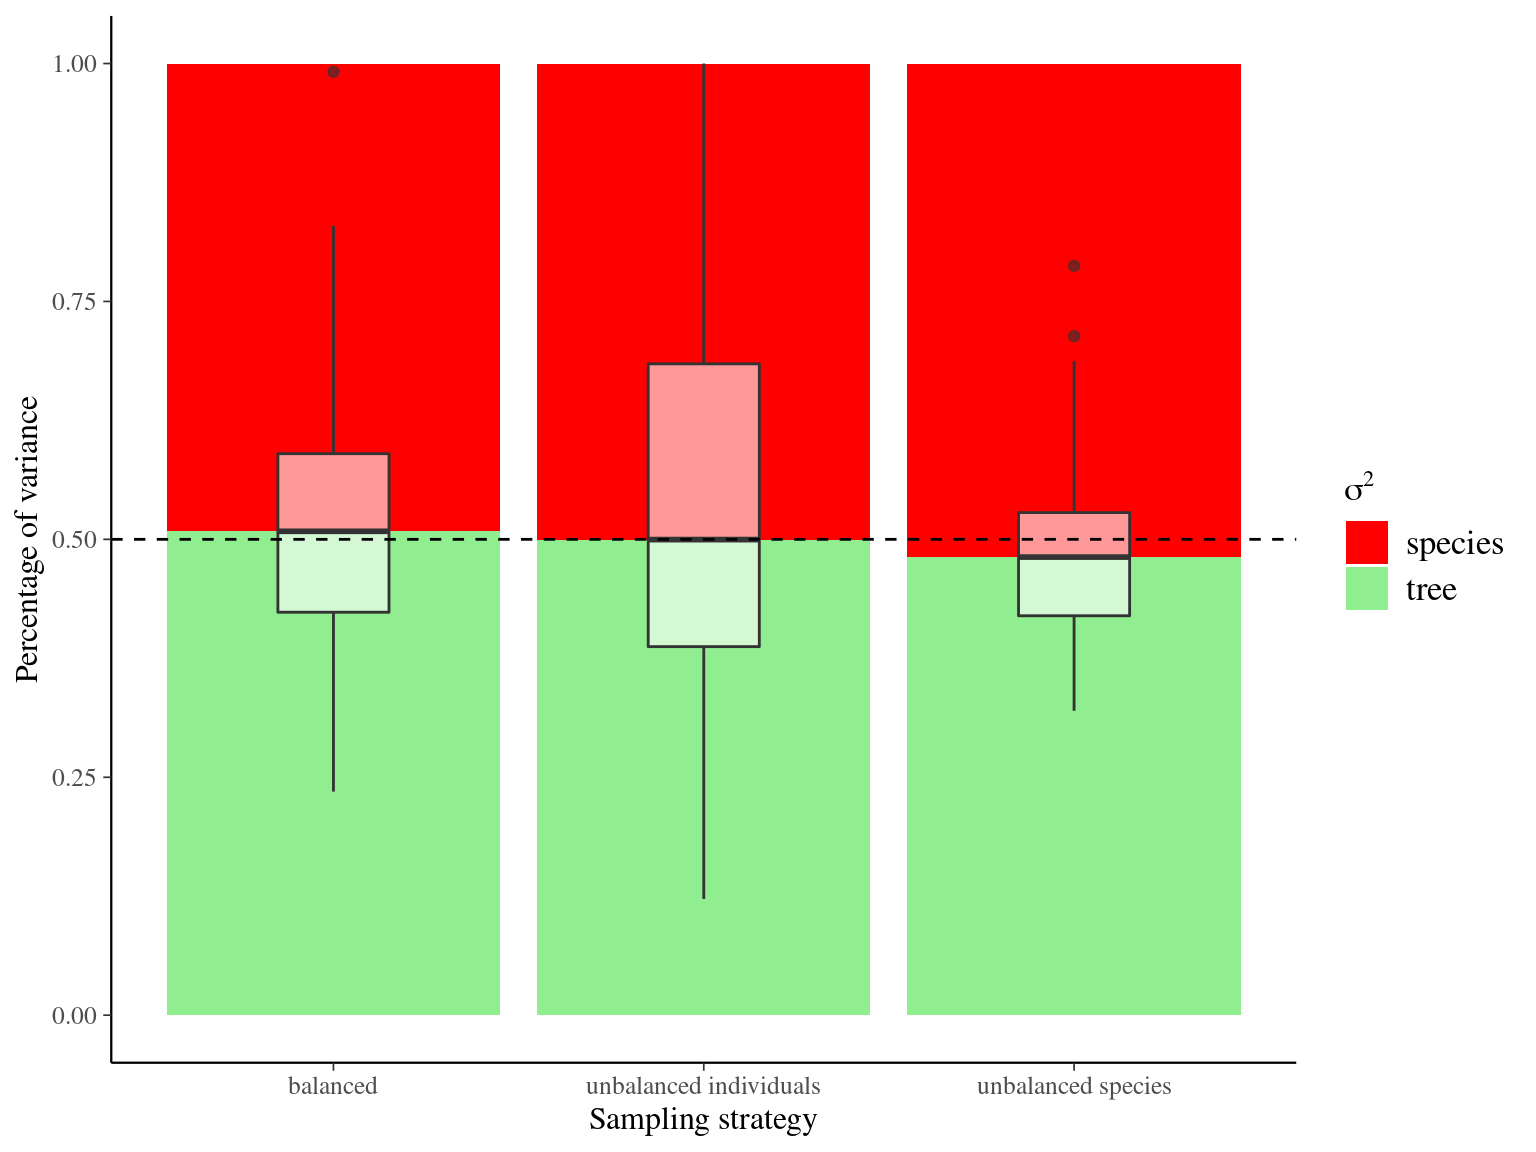 1.00
0.75
0.50
0.25
0.00
Percentage of variance
balanced
unbalanced individuals
unbalanced species
Sampling strategy
σ²
species
tree